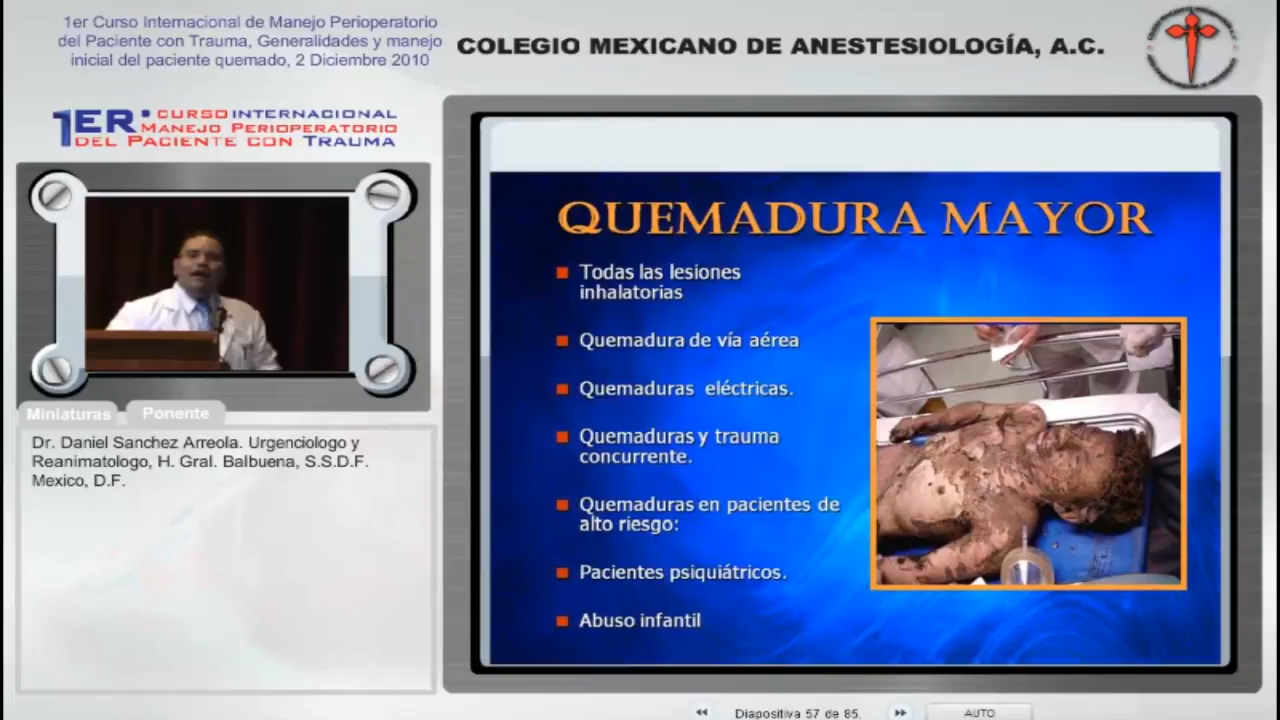 1er Curso Internacional de Manejo Perioperatorio
del Paciente con Trauma, Generalidades y manejo
inicial del paciente quemado, 2 Diciembre 2010
COLEGIO MEXICANO DE ANESTESIOLOGÍA, A.C.
1ER. CURSO INTERNACIONAL
MANEJO PERIOPERATORIO
DEL PACIENTE CON TRAUMA
Miniaturas
Ponente
Dr. Daniel Sanchez Arreola. Urgenciologo y
Reanimatologo, H. Gral. Balbuena, S.S.D.F.
Mexico, D.F.
QUEMADURA MAYOR
Todas las lesiones
inhalatorias
Quemadura de vía aérea
Quemaduras eléctricas.
Quemaduras y trauma
concurrente.
Quemaduras en pacientes de
alto riesgo:
Pacientes psiquiátricos.
Abuso infantil
Diapositiva 57 de 85.
AUTO